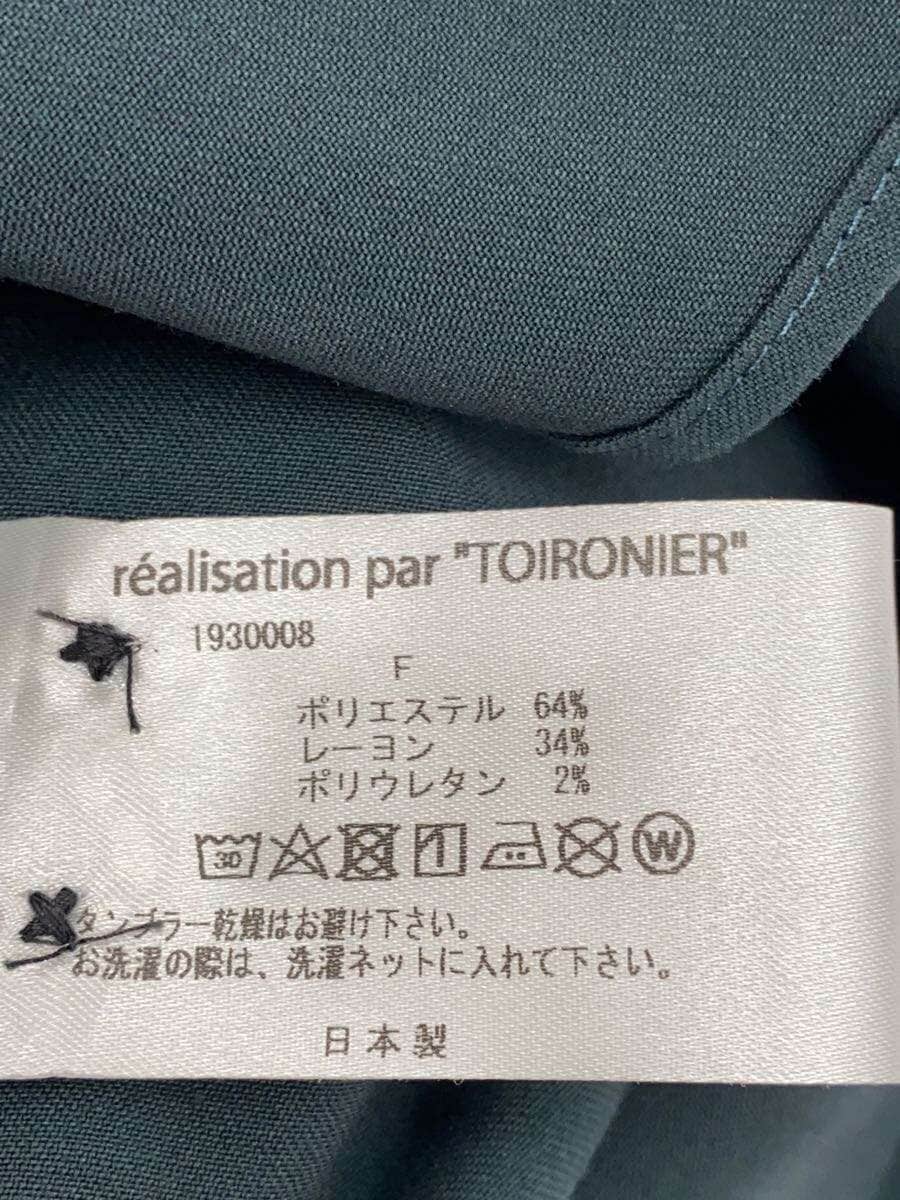 réalisation par "TOIRONIER"
1930008
F
ポリエステル 64%
レーヨン 34%
ポリウレタン 2%
30 W
タンブラー乾燥はお避け下さい。
お洗濯の際は、洗濯ネットに入れて下さい。
日本製